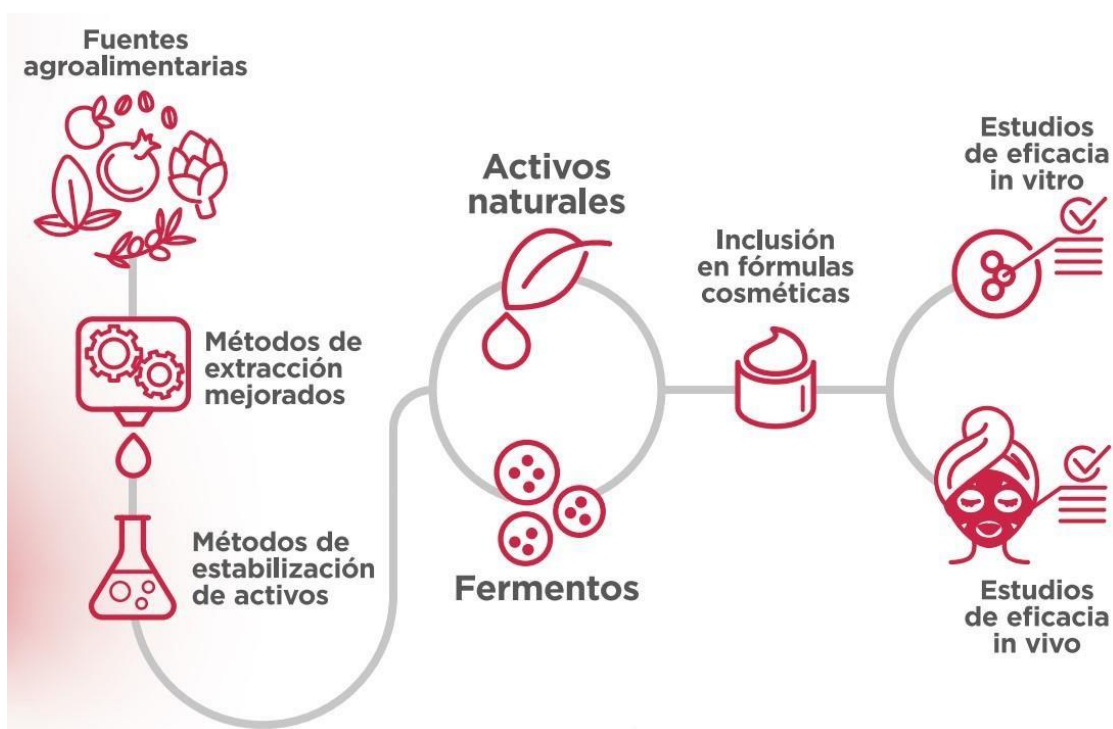 Fuentes
agroalimentarias
Métodos de
extracción
mejorados
Métodos de
estabilización
de activos
Activos
naturales
Fermentos
Inclusión
en fórmulas
cosméticas
Estudios
de eficacia
in vitro
Estudios
de eficacia
in vivo